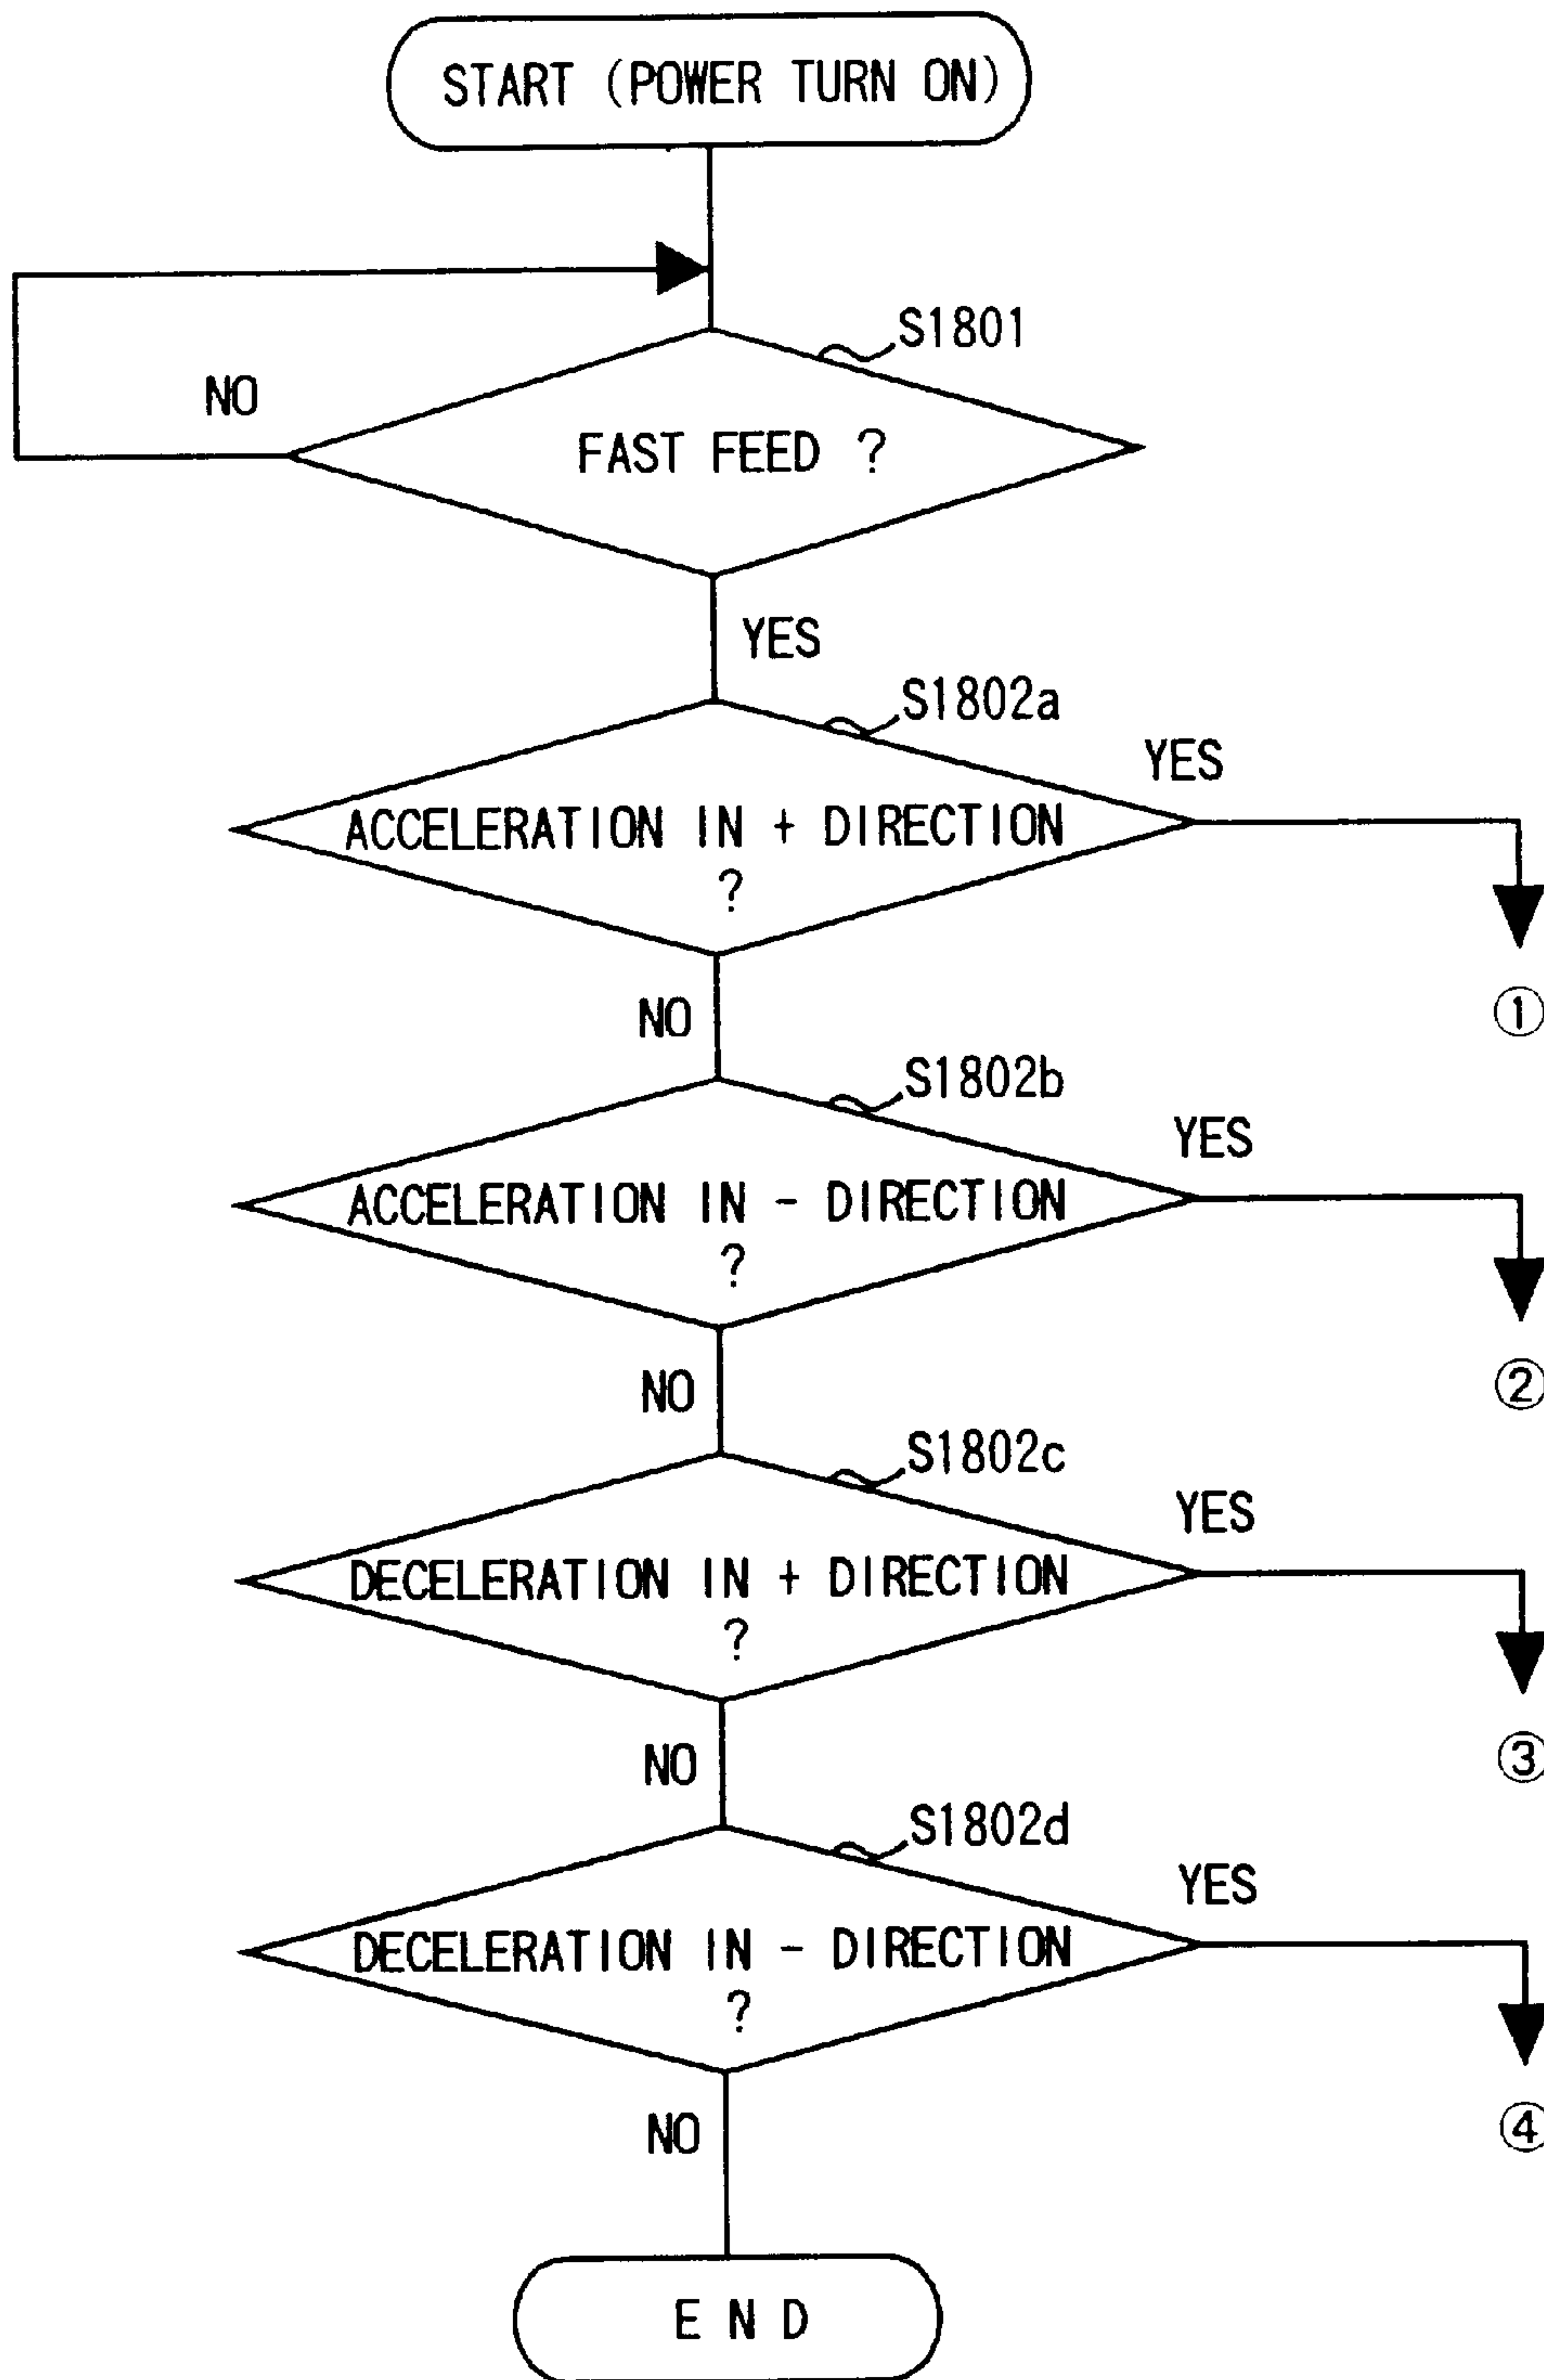 START (POWER TURN ON)
S1801
NO
FAST FEED ?
YES
S1802a
YES
ACCELERATION IN + DIRECTION
?
①
NO
S1802b
YES
ACCELERATION IN - DIRECTION
?
②
NO
S1802c
YES
DECELERATION IN + DIRECTION
?
③
NO
S1802d
YES
DECELERATION IN - DIRECTION
?
④
NO
E N D